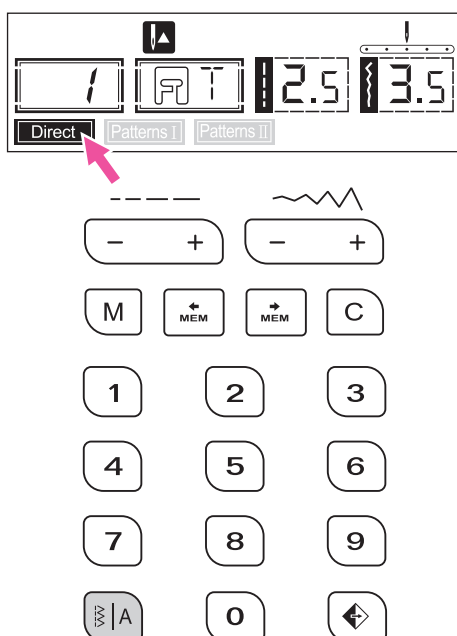 1 A T 2.5 3.5
Direct Patterns I Patterns II
- + - +
M MEM MEM C
1 2 3
4 5 6
7 8 9
A 0